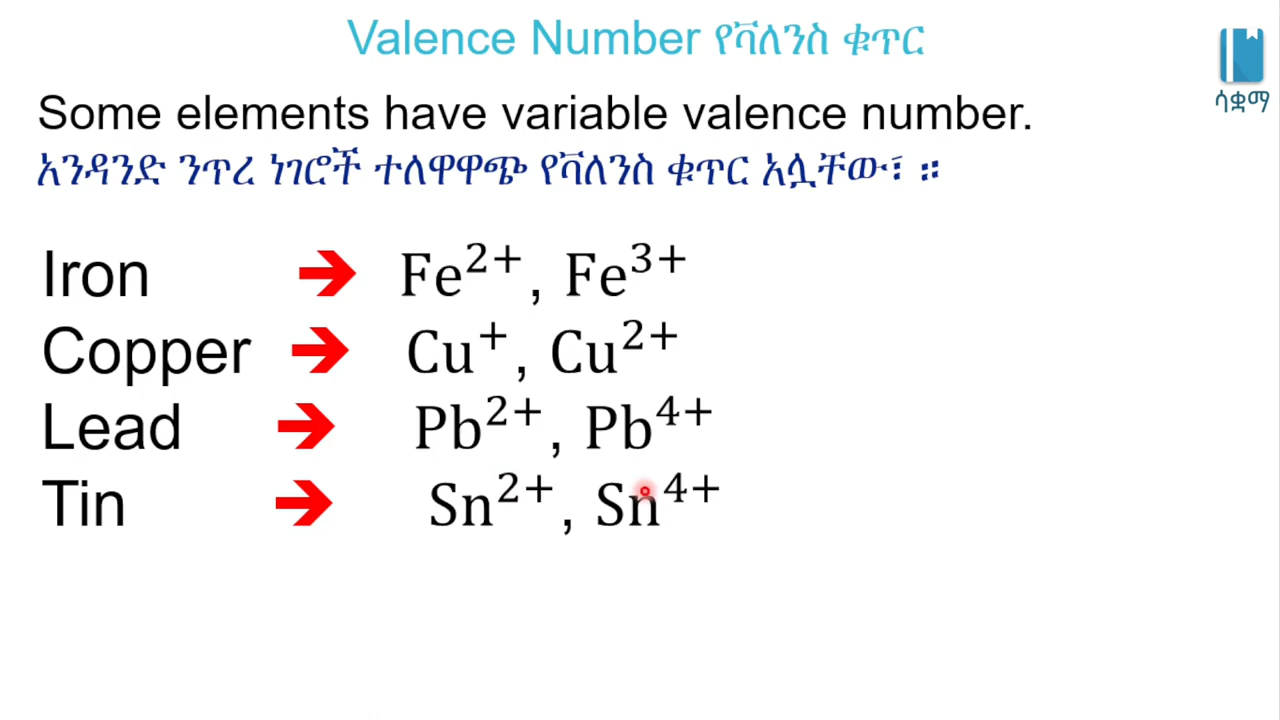 Valence Number የቫለንስ ቁጥር
ሳቋማ
Some elements have variable valence number.
አንዳንድ ንጥረ ነገሮች ተለዋዋጭ የቫለንስ ቁጥር አሏቸው፣ ።
Iron ➔ Fe²⁺, Fe³⁺
Copper ➔ Cu⁺, Cu²⁺
Lead ➔ Pb²⁺, Pb⁴⁺
Tin ➔ Sn²⁺, Sn⁴⁺